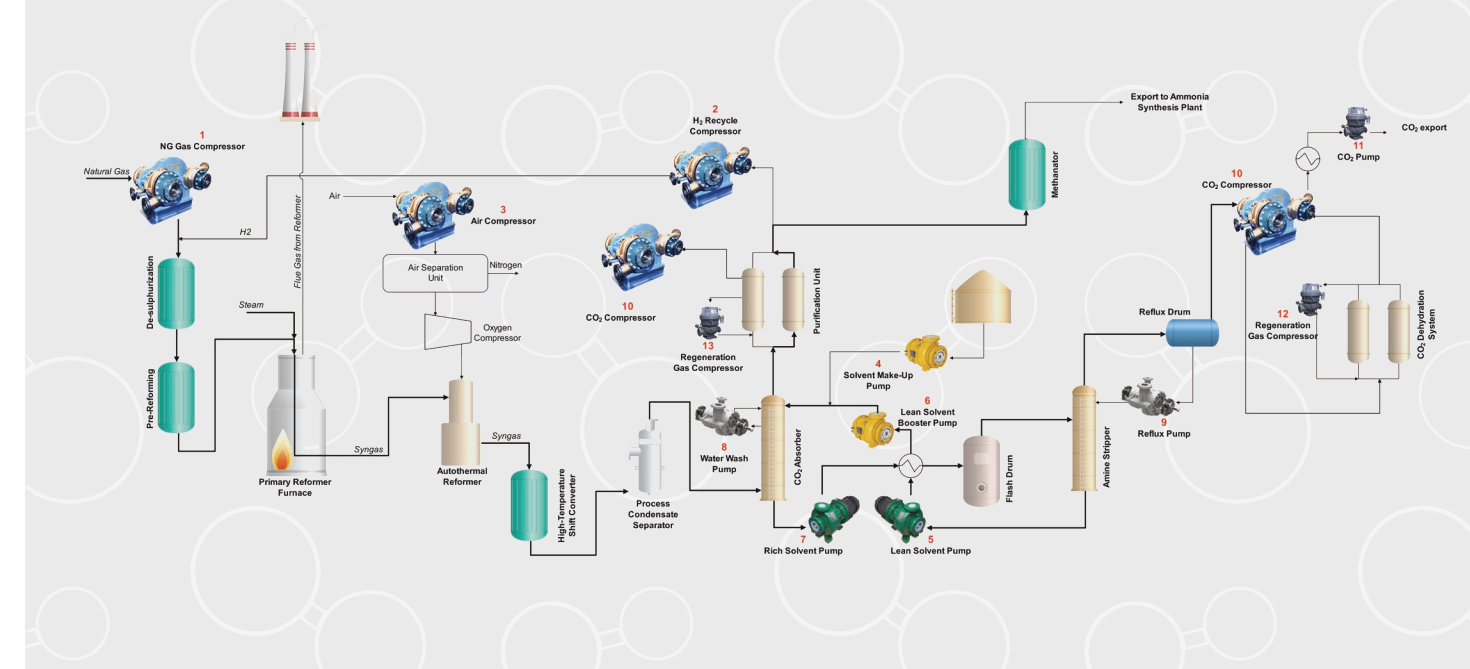 1
NG Gas Compressor
Natural Gas
H2
De-sulphurization
Pre-Reforming
Steam
Flue Gas from Reformer
Primary Reformer
Furnace
Syngas
Air
3
Air Compressor
Air Separation
Unit
Nitrogen
Oxygen
Compressor
Autothermal
Reformer
Syngas
High-Temperature
Shift Converter
Process
Condensate
Separator
2
H2 Recycle
Compressor
10
CO2 Compressor
13
Regeneration
Gas Compressor
Purification Unit
8
Water Wash
Pump
CO2 Absorber
4
Solvent Make-Up
Pump
6
Lean Solvent
Booster Pump
7
Rich Solvent Pump
5
Lean Solvent Pump
Flash Drum
Methanator
Export to Ammonia
Synthesis Plant
Amine Stripper
Reflux Drum
9
Reflux Pump
10
CO2 Compressor
11
CO2 Pump
CO2 export
12
Regeneration
Gas Compressor
CO2 Dehydration
System